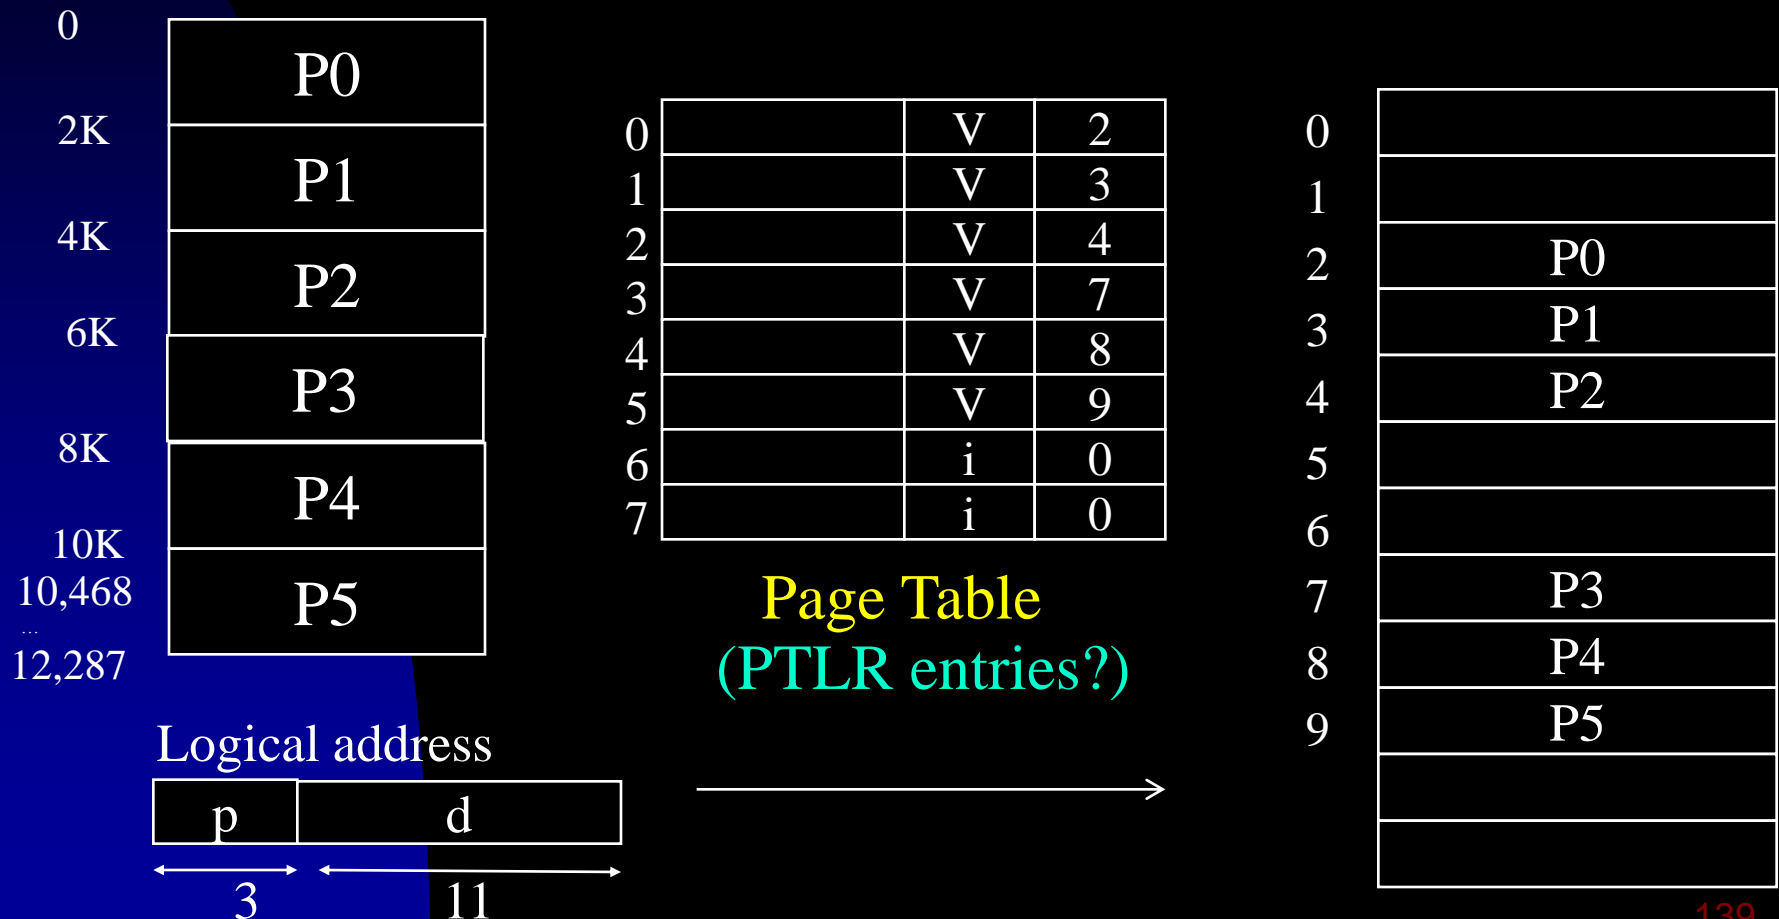 0
P0
2K
P1
4K
P2
6K
P3
8K
P4
10K
10,468
P5
...
12,287
0 V 2
1 V 3
2 V 4
3 V 7
4 V 8
5 V 9
6 i 0
7 i 0
Page Table
(PTLR entries?)
0
1
2 P0
3 P1
4 P2
5
6
7 P3
8 P4
9 P5
Logical address
p d
3 11
139